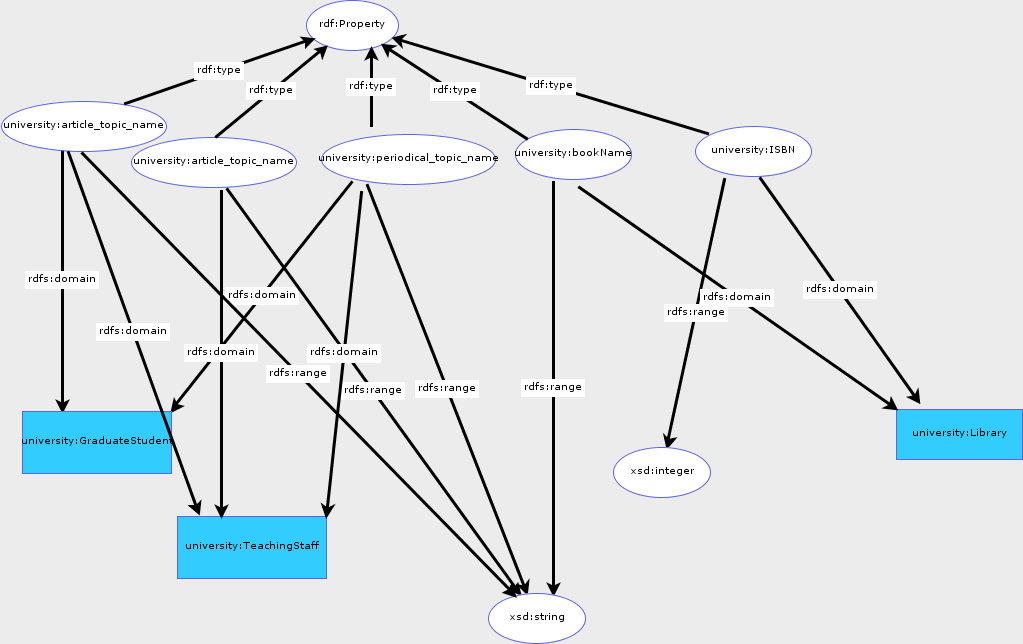 rdf:Property
rdf:type
rdf:type
rdf:type
rdf:type
rdf:type
university:article_topic_name
university:article_topic_name
university:periodical_topic_name
university:bookName
university:ISBN
rdfs:domain
rdfs:domain
rdfs:domain
rdfs:domain
rdfs:range
rdfs:domain
rdfs:domain
rdfs:domain
rdfs:range
rdfs:range
rdfs:range
rdfs:range
university:GraduateStudent
university:Library
xsd:integer
university:TeachingStaff
xsd:string